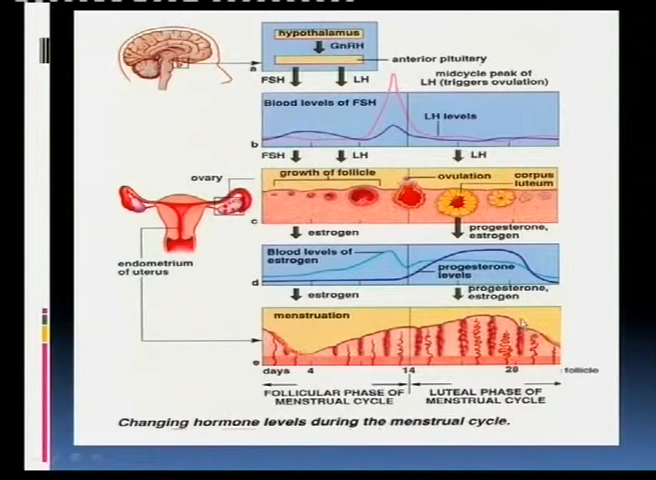 hypothalamus
GnRH
anterior pituitary
a
FSH
LH
midcycle peak of
LH (triggers ovulation)
Blood levels of FSH
LH levels
b
FSH
LH
LH
ovary
growth of follicle
ovulation
corpus
luteum
c
estrogen
progesterone,
estrogen
Blood levels of
estrogen
progesterone
levels
endometrium
of uterus
d
estrogen
progesterone,
estrogen
menstruation
e
days
4
14
28
follicle
FOLLICULAR PHASE OF
MENSTRUAL CYCLE
LUTEAL PHASE OF
MENSTRUAL CYCLE
Changing hormone levels during the menstrual cycle.